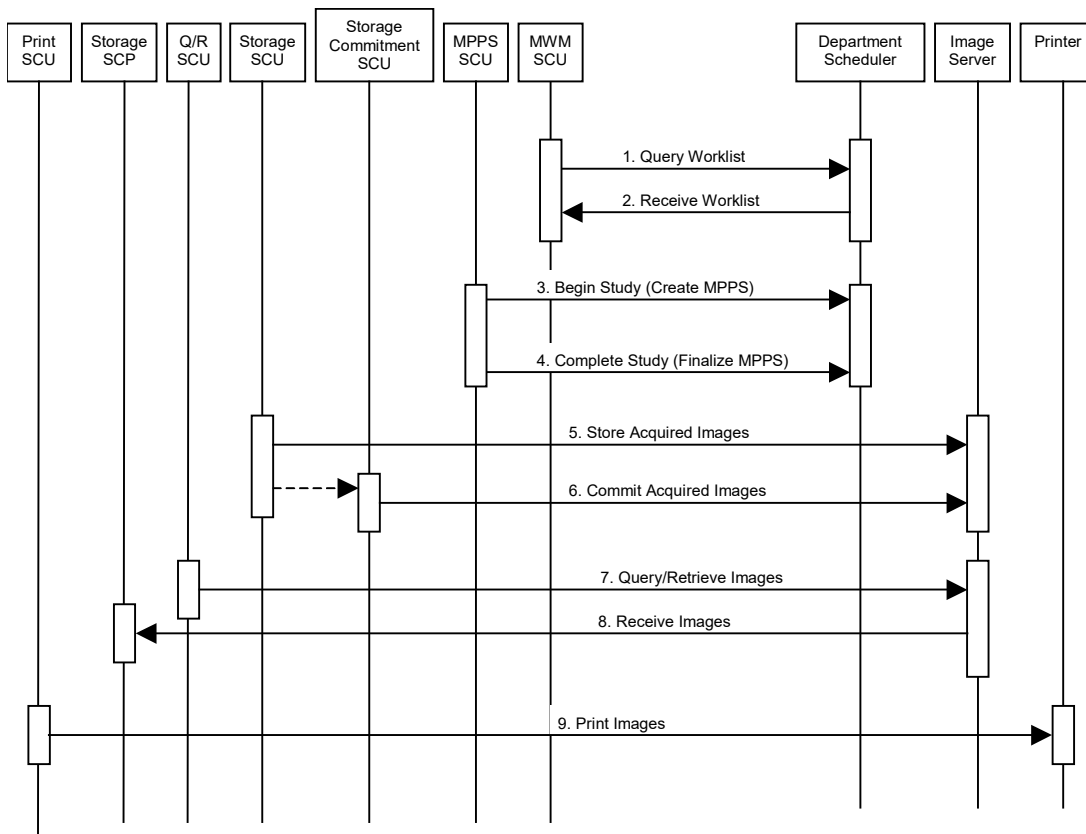 Print
SCU
Storage
SCP
Q/R
SCU
Storage
SCU
Storage
Commitment
SCU
MPPS
SCU
MWM
SCU
Department
Scheduler
Image
Server
Printer
1. Query Worklist
2. Receive Worklist
3. Begin Study (Create MPPS)
4. Complete Study (Finalize MPPS)
5. Store Acquired Images
6. Commit Acquired Images
7. Query/Retrieve Images
8. Receive Images
9. Print Images